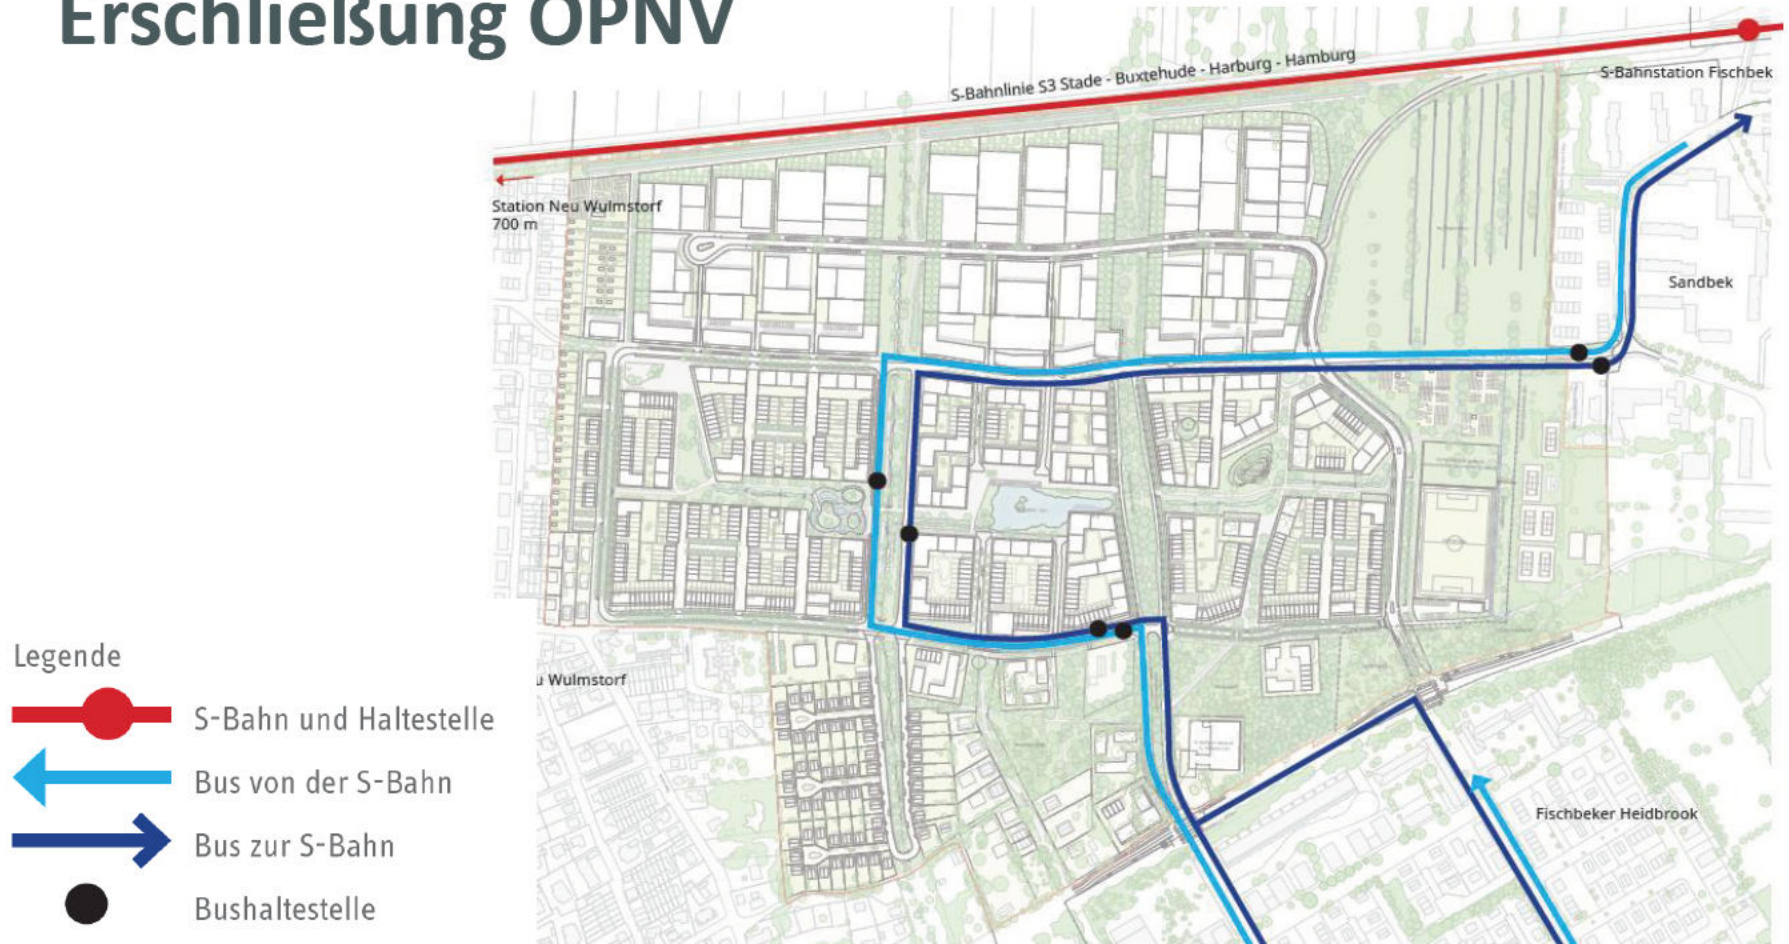 Erschließung ÖPNV
S-Bahnlinie S3 Stade - Buxtehude - Harburg - Hamburg
S-Bahnstation Fischbek
Station Neu Wulmstorf
700 m
Sandbek
u Wulmstorf
Fischbeker Heidbrook
Legende
S-Bahn und Haltestelle
Bus von der S-Bahn
Bus zur S-Bahn
Bushaltestelle